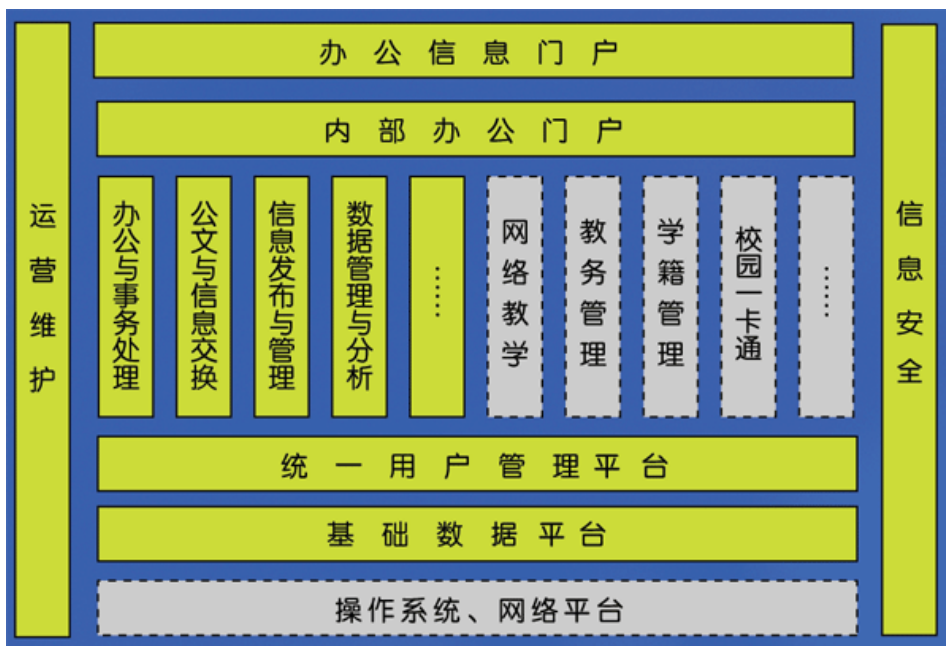 办公信息门户
内部办公门户
运营维护
办公与事务处理
公文与信息交换
信息发布与管理
数据管理与分析
……
网络教学
教务管理
学籍管理
校园一卡通
……
信息安全
统一用户管理平台
基础数据平台
操作系统、网络平台